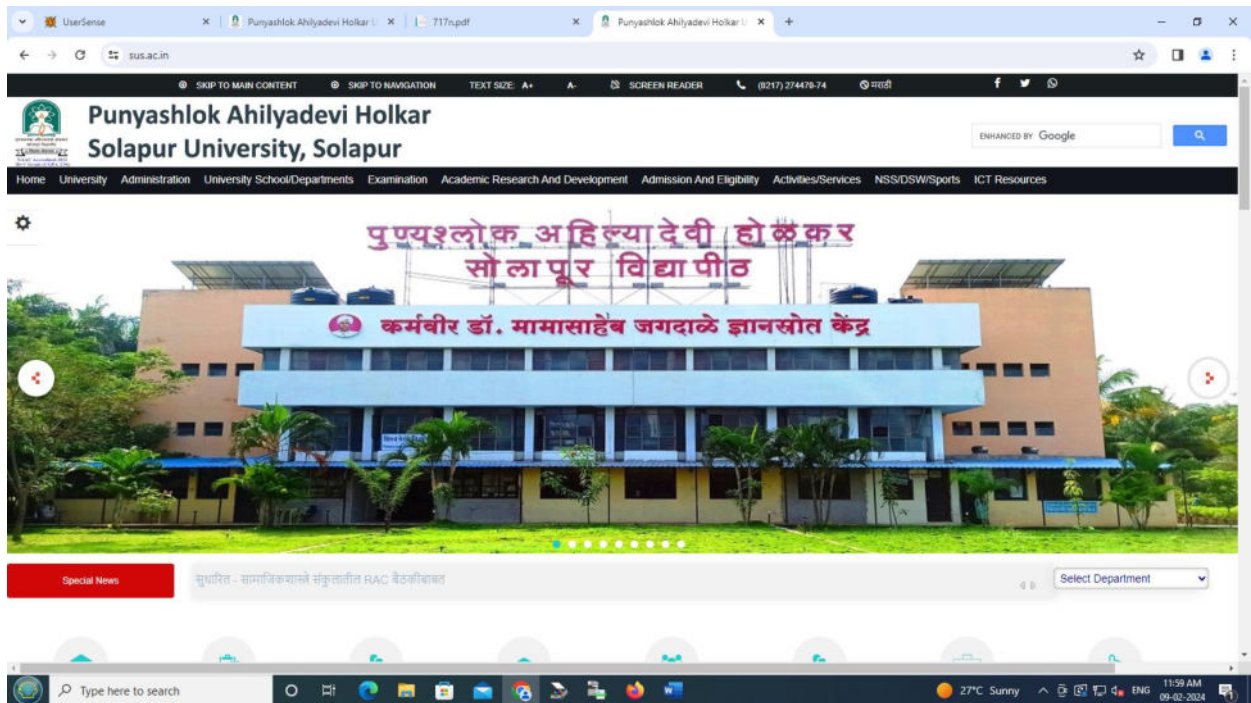 UserSense
Punyashlok Ahilyadevi Holkar U
717n.pdf
Punyashlok Ahilyadevi Holkar U
sus.ac.in
SKIP TO MAIN CONTENT
SKIP TO NAVIGATION
TEXT SIZE: A+
A-
SCREEN READER
(0217) 274470-74
मराठी
Punyashlok Ahilyadevi Holkar
Solapur University, Solapur
ENHANCED BY Google
Home University Administration University School/Departments Examination Academic Research And Development Admission And Eligibility Activities/Services NSS/DSW/Sports ICT Resources
पुण्यश्लोक अहिल्यादेवी होळकर
सोलापूर विद्यापीठ
कर्मवीर डॉ. मामासाहेब जगदाळे ज्ञानस्रोत केंद्र
Special News
सुधारित - सामाजिकशास्त्रे संकुलातील RAC बैठकीबाबत
Select Department
Type here to search
27°C Sunny
ENG
11:59 AM
09-02-2024